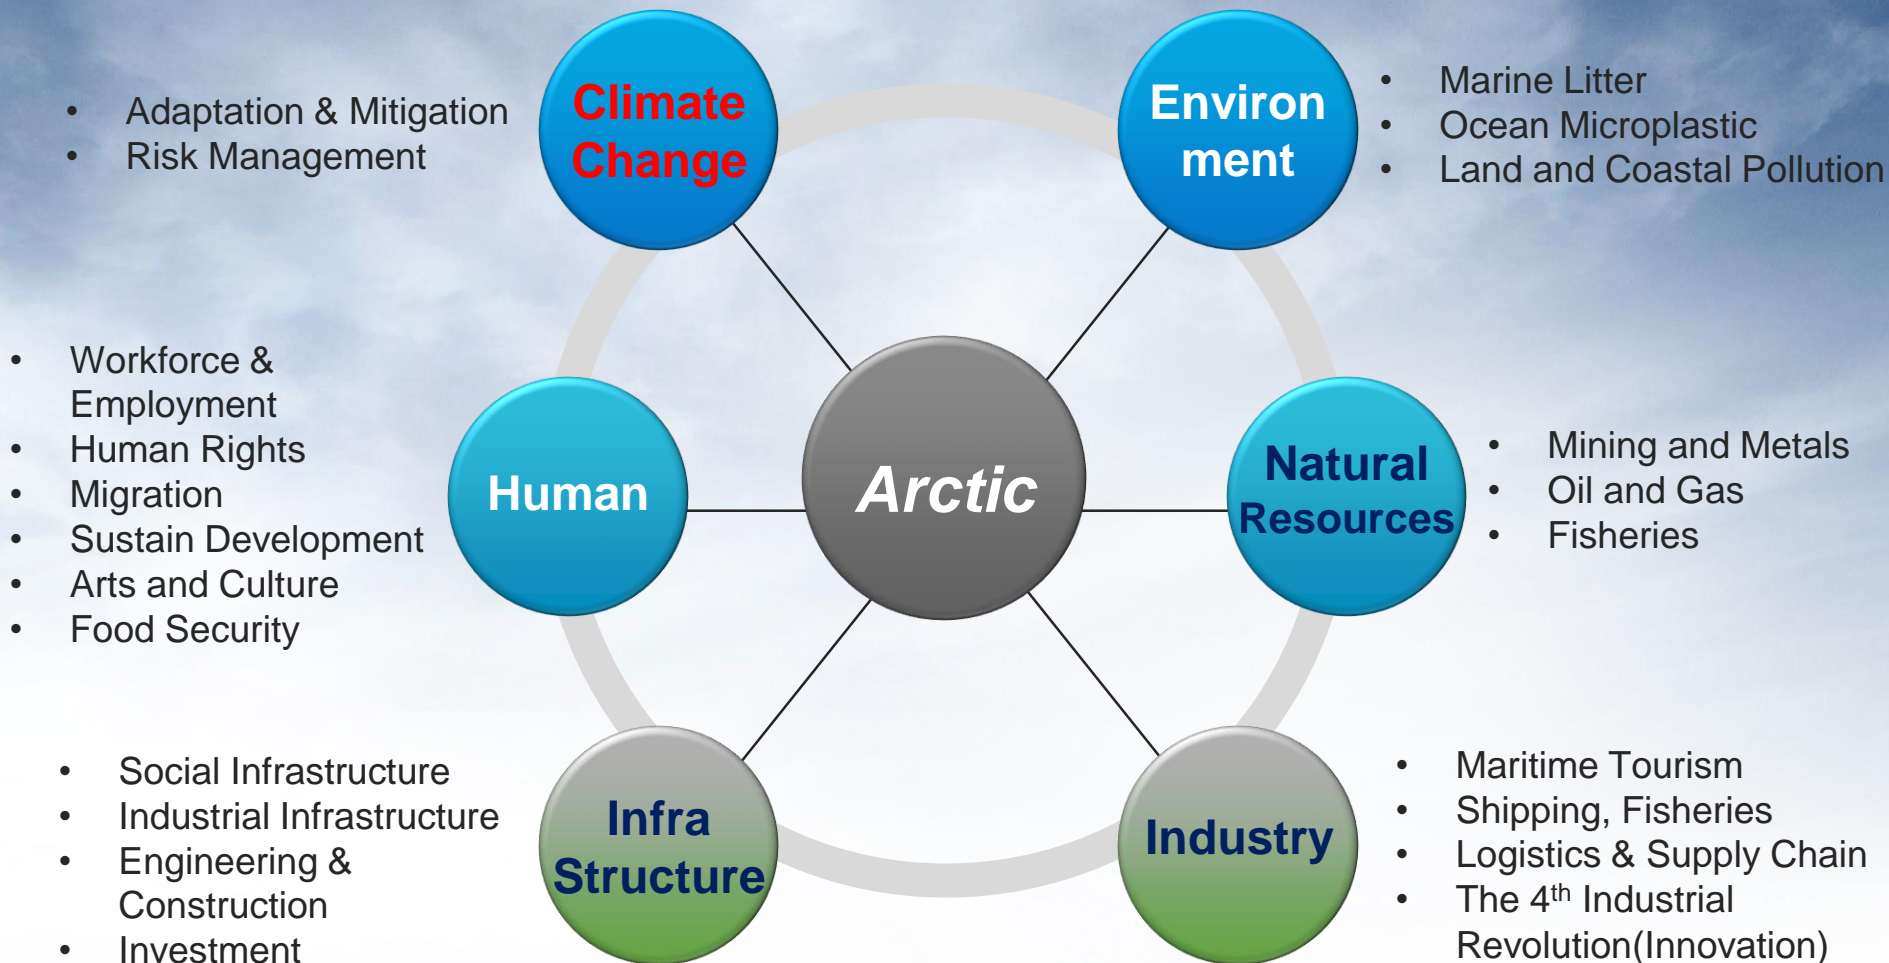 Climate
Change
• Adaptation & Mitigation
• Risk Management
Environ
ment
• Marine Litter
• Ocean Microplastic
• Land and Coastal Pollution
• Workforce &
Employment
• Human Rights
• Migration
• Sustain Development
• Arts and Culture
• Food Security
Human
Arctic
Natural
Resources
• Mining and Metals
• Oil and Gas
• Fisheries
• Social Infrastructure
• Industrial Infrastructure
• Engineering &
Construction
• Investment
Infra
Structure
Industry
• Maritime Tourism
• Shipping, Fisheries
• Logistics & Supply Chain
• The 4th Industrial
Revolution(Innovation)